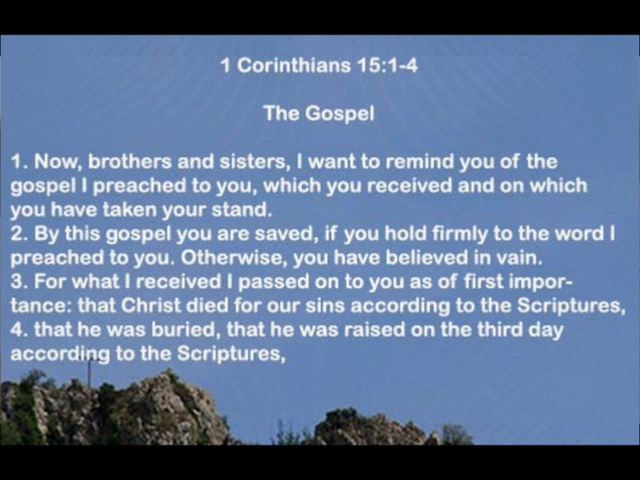 1 Corinthians 15:1-4
The Gospel
1. Now, brothers and sisters, I want to remind you of the
gospel I preached to you, which you received and on which
you have taken your stand.
2. By this gospel you are saved, if you hold firmly to the word I
preached to you. Otherwise, you have believed in vain.
3. For what I received I passed on to you as of first impor-
tance: that Christ died for our sins according to the Scriptures,
4. that he was buried, that he was raised on the third day
according to the Scriptures,